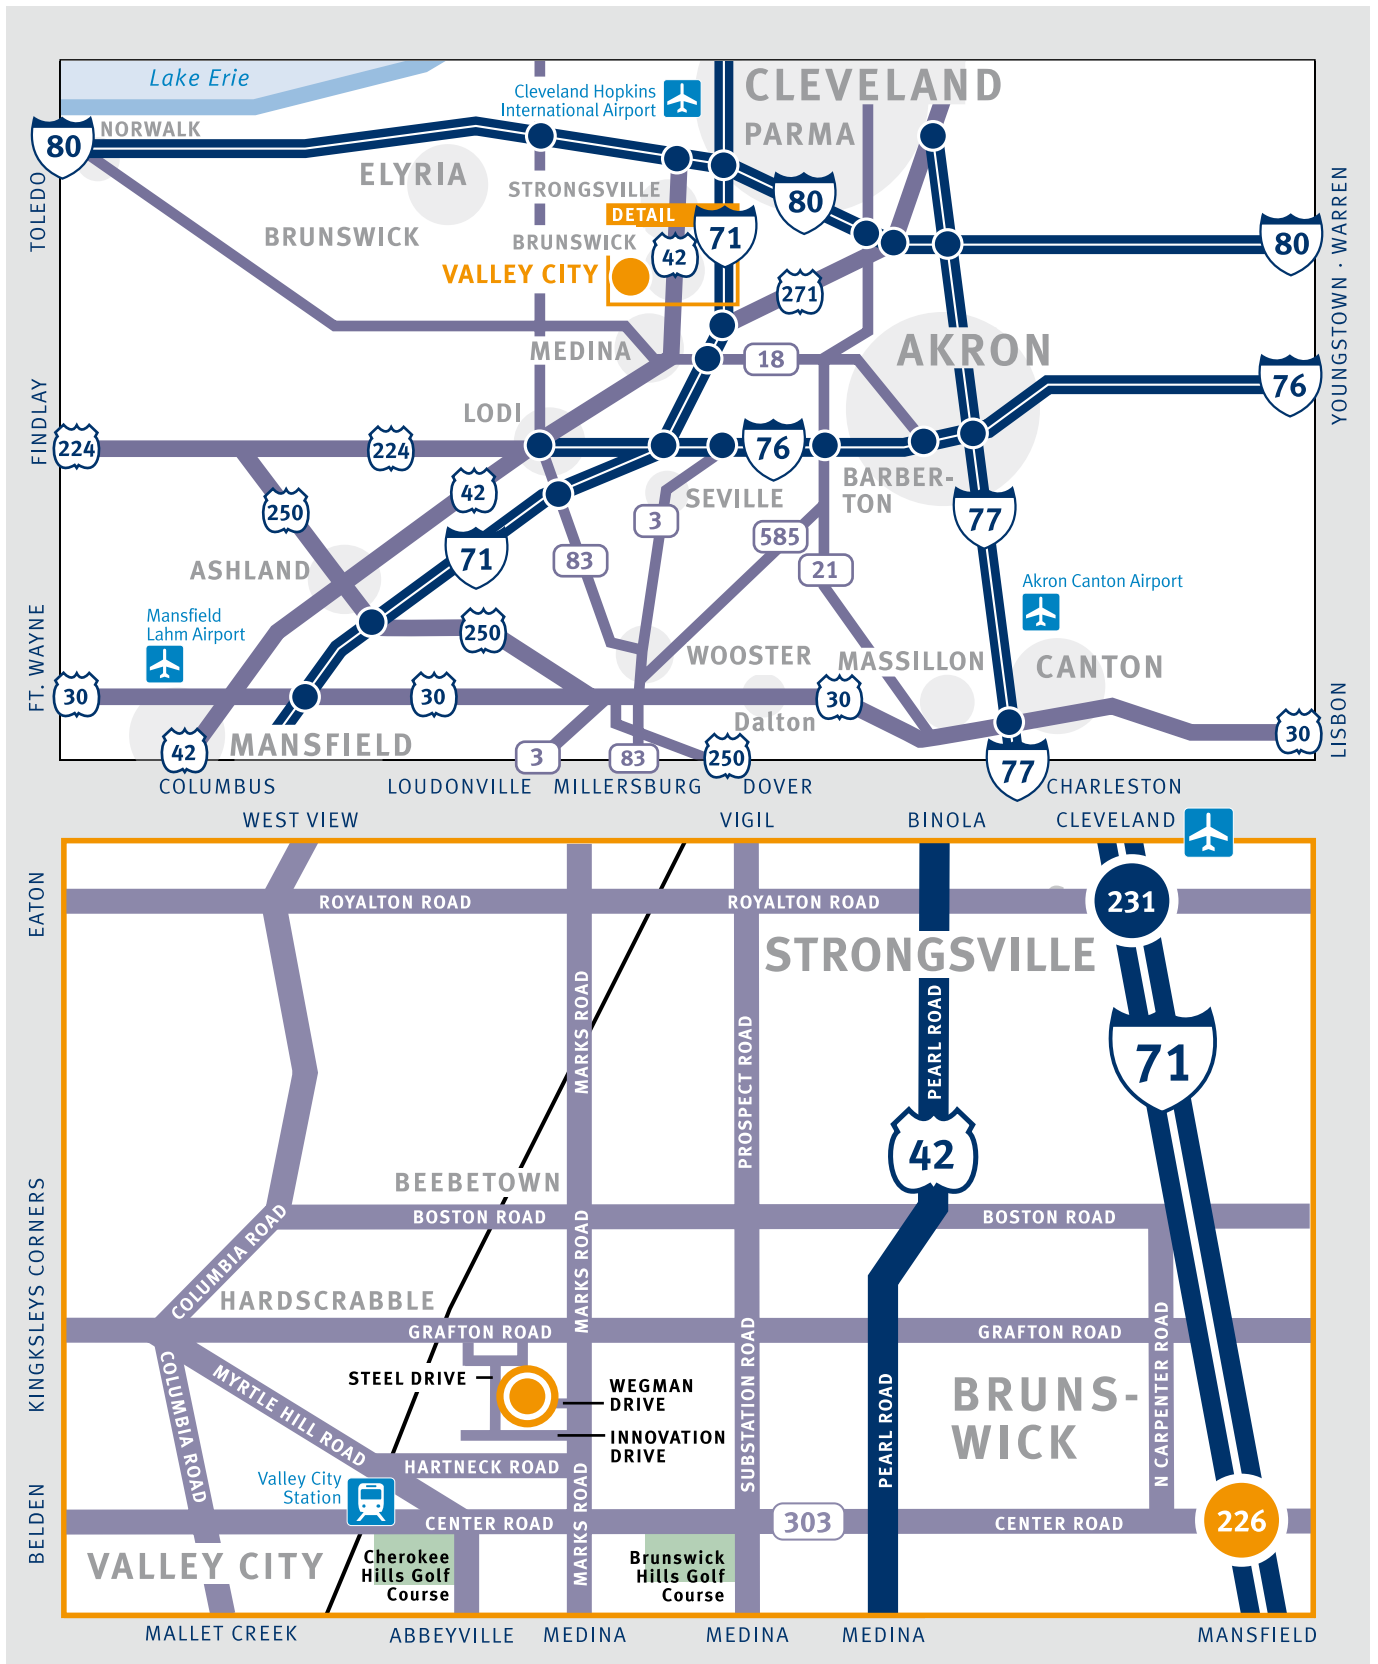 Lake Erie
Cleveland Hopkins
International Airport
CLEVELAND
PARMA
NORWALK
80
ELYRIA
STRONGSVILLE
80
DETAIL
BRUNSWICK
BRUNSWICK
71
42
80
VALLEY CITY
271
TOLEDO
YOUNGSTOWN · WARREN
MEDINA
18
AKRON
76
LODI
FINDLAY
224
224
76
42
SEVILLE
BARBER-
TON
250
3
585
77
71
83
21
ASHLAND
Akron Canton Airport
Mansfield
Lahm Airport
250
WOOSTER
MASSILLON
CANTON
FT. WAYNE
30
30
30
LISBON
Dalton
30
42
MANSFIELD
3
83
250
77
COLUMBUS
LOUDONVILLE
MILLERSBURG
DOVER
CHARLESTON
WEST VIEW
VIGIL
BINOLA
CLEVELAND
EATON
ROYALTON ROAD
ROYALTON ROAD
231
STRONGSVILLE
MARKS ROAD
PROSPECT ROAD
PEARL ROAD
71
42
BEEBETOWN
BOSTON ROAD
BOSTON ROAD
KINGKSLEYS CORNERS
COLUMBIA ROAD
MARKS ROAD
HARDSCRABBLE
GRAFTON ROAD
GRAFTON ROAD
COLUMBIA ROAD
MYRTLE HILL ROAD
STEEL DRIVE
WEGMAN
DRIVE
INNOVATION
DRIVE
SUBSTATION ROAD
PEARL ROAD
BRUNS-
WICK
N CARPENTER ROAD
HARTNECK ROAD
Valley City
Station
BELDEN
CENTER ROAD
MARKS ROAD
303
CENTER ROAD
226
VALLEY CITY
Cherokee
Hills Golf
Course
Brunswick
Hills Golf
Course
MALLET CREEK
ABBEYVILLE
MEDINA
MEDINA
MEDINA
MANSFIELD